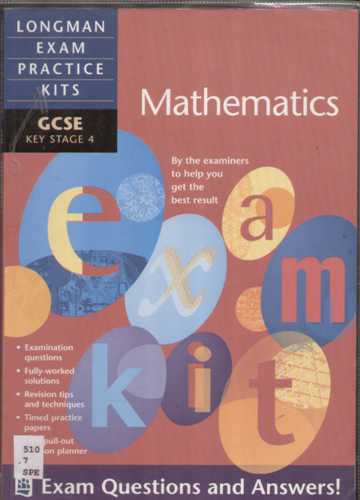 LONGMAN
EXAM
PRACTICE
KITS
GCSE
KEY STAGE 4
Mathematics
By the examiners
to help you
get the
best result
exam
kit
• Examination
questions
• Fully-worked
solutions
• Revision tips
and techniques
• Timed practice
papers
pull-out
planner
510
.7
SPE
Exam Questions and Answers!